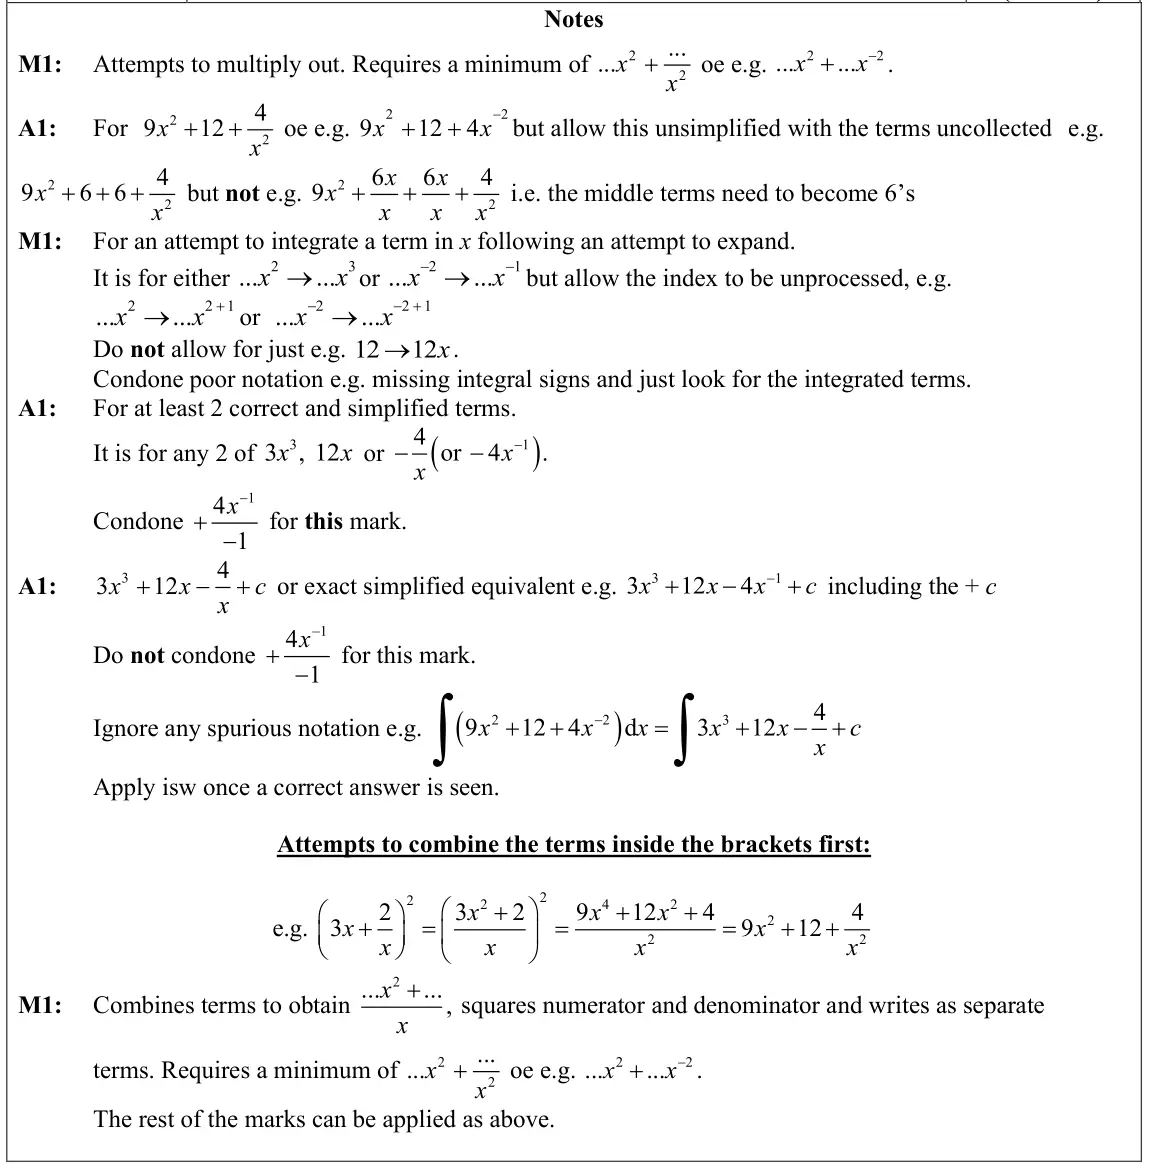 Notes
M1: Attempts to multiply out. Requires a minimum of ...x² + .../x² oe e.g. ...x² + ...x⁻² .
A1: For 9x² + 12 + 4/x² oe e.g. 9x² + 12 + 4x⁻² but allow this unsimplified with the terms uncollected e.g.
9x² + 6 + 6 + 4/x² but not e.g. 9x² + 6x/x + 6x/x + 4/x² i.e. the middle terms need to become 6’s
M1: For an attempt to integrate a term in x following an attempt to expand.
It is for either ...x² → ...x³ or ...x⁻² → ...x⁻¹ but allow the index to be unprocessed, e.g.
...x² → ...x²⁺¹ or ...x⁻² → ...x⁻²⁺¹
Do not allow for just e.g. 12 → 12x.
Condone poor notation e.g. missing integral signs and just look for the integrated terms.
A1: For at least 2 correct and simplified terms.
It is for any 2 of 3x³, 12x or −4/x (or −4x⁻¹).
Condone +4x⁻¹/−1 for this mark.
A1: 3x³ + 12x − 4/x + c or exact simplified equivalent e.g. 3x³ + 12x − 4x⁻¹ + c including the + c
Do not condone +4x⁻¹/−1 for this mark.
Ignore any spurious notation e.g. ∫(9x² + 12 + 4x⁻²)dx = ∫3x³ + 12x − 4/x + c
Apply isw once a correct answer is seen.
Attempts to combine the terms inside the brackets first:
e.g. (3x + 2/x)² = ((3x² + 2)/x)² = (9x⁴ + 12x² + 4)/x² = 9x² + 12 + 4/x²
M1: Combines terms to obtain (...x² + ...)/x , squares numerator and denominator and writes as separate
terms. Requires a minimum of ...x² + .../x² oe e.g. ...x² + ...x⁻² .
The rest of the marks can be applied as above.